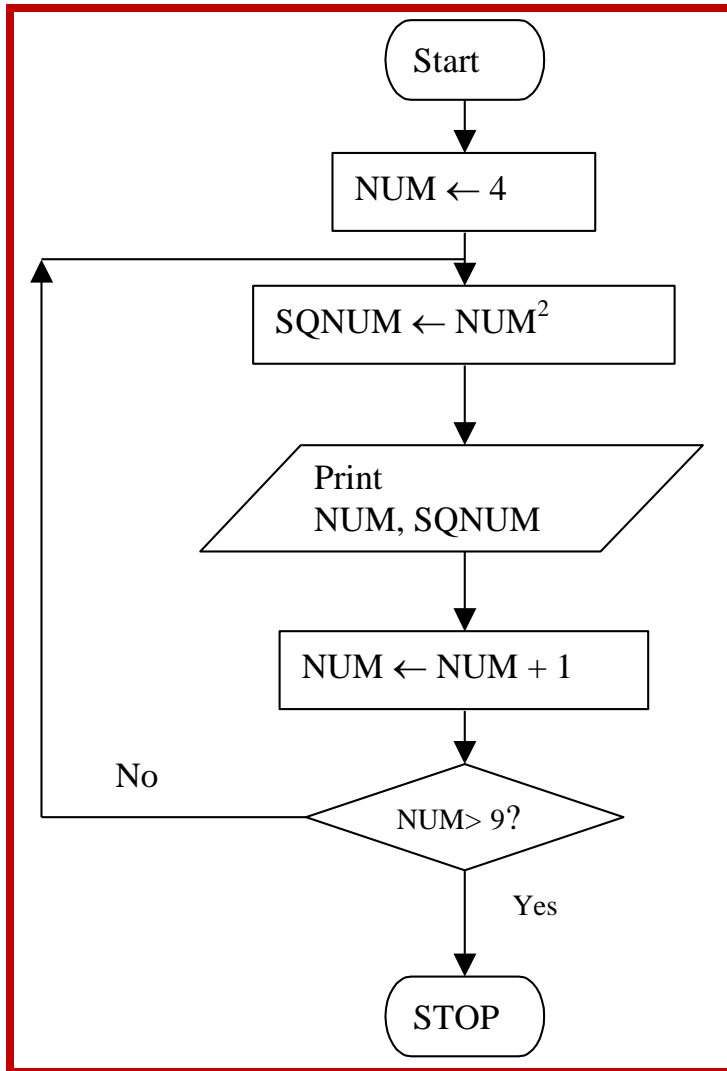 Start
NUM ← 4
SQNUM ← NUM²
Print
NUM, SQNUM
NUM ← NUM + 1
No
NUM> 9?
Yes
STOP